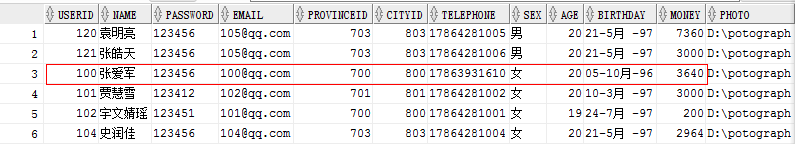 USERID NAME PASSWORD EMAIL PROVINCEID CITYID TELEPHONE SEX AGE BIRTHDAY MONEY PHOTO
1 120 袁明亮 123456 105@qq.com 703 803 17864281005 男 20 21-5月 -97 7360 D:\potograph
2 121 张皓天 123456 105@qq.com 703 803 17864281006 男 20 21-5月 -97 3000 D:\potograph
3 100 张爱军 123456 100@qq.com 700 800 17863931610 女 20 05-10月-96 3640 D:\potograph
4 101 贾慧雪 123412 102@qq.com 701 801 17864281002 女 20 10-3月 -97 3000 D:\potograph
5 102 宇文婧瑶 123451 101@qq.com 700 800 17864281001 女 19 24-7月 -97 200 D:\potograph
6 104 史润佳 123456 104@qq.com 703 803 17864281004 女 20 21-5月 -97 2964 D:\potograph